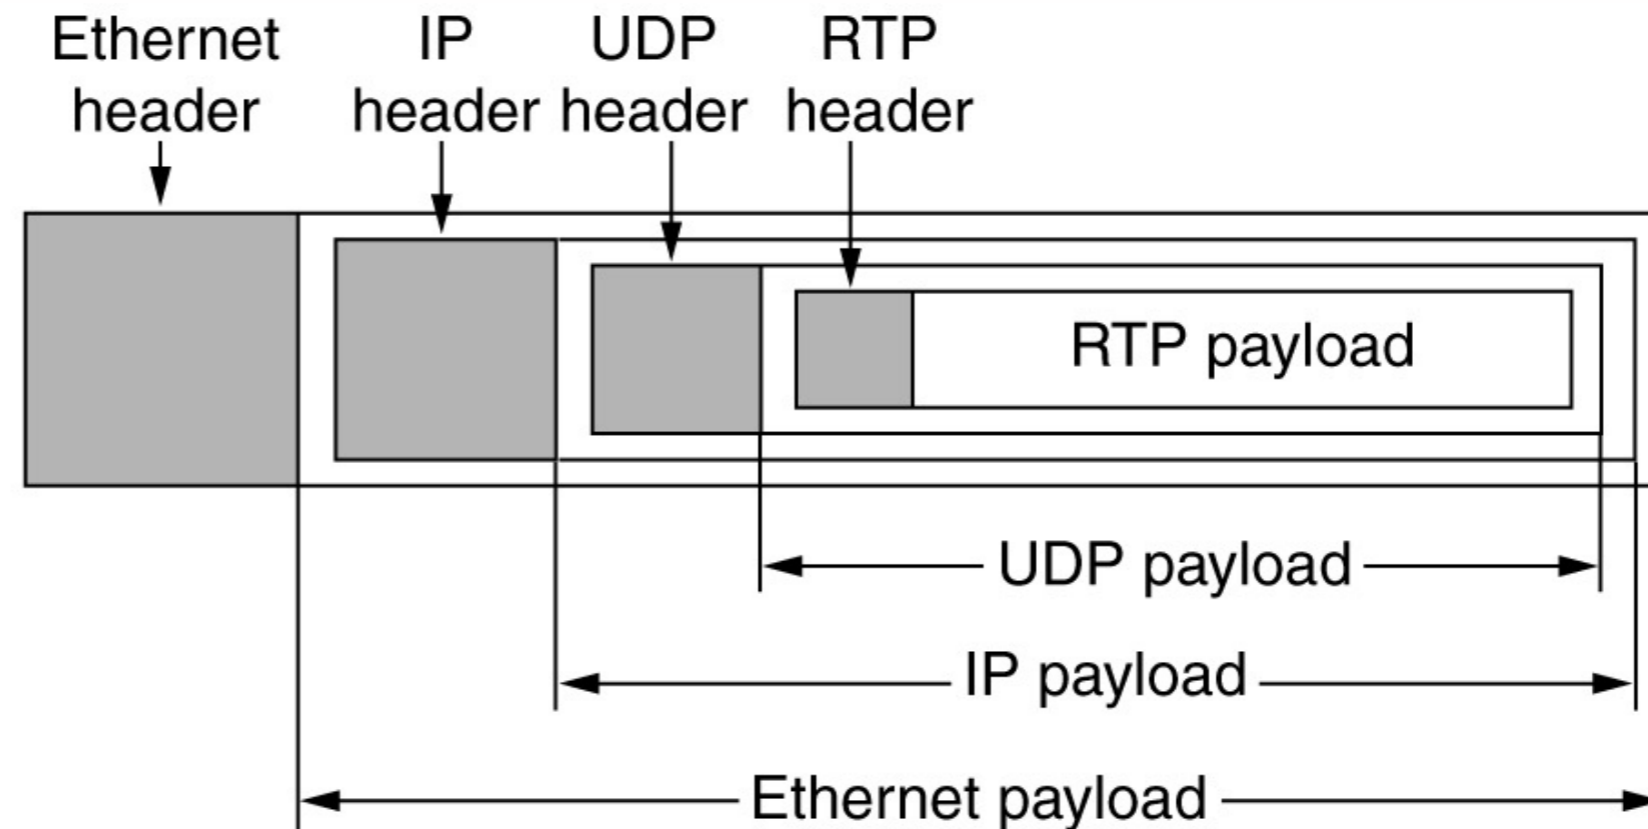 Ethernet header
IP header
UDP header
RTP header
RTP payload
UDP payload
IP payload
Ethernet payload